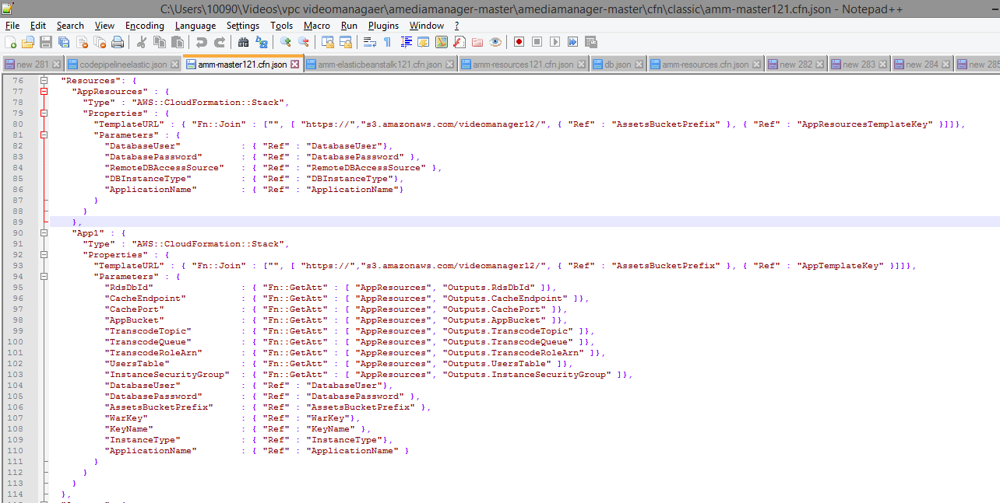 C:\Users\10090\Videos\vpc videomanagaer\amediamanager-master\amediamanager-master\cfn\classic\amm-master121.cfn.json - Notepad++
File Edit Search View Encoding Language Settings Tools Macro Run Plugins Window ?
new 281 codepipelineelastic.json amm-master121.cfn.json amm-elasticbeanstalk121.cfn.json amm-resources121.cfn.json db.json amm-resources.cfn.json new 282 new 283 new 284 new 285
76 "Resources": {
77 "AppResources" : {
78 "Type" : "AWS::CloudFormation::Stack",
79 "Properties" : {
80 "TemplateURL" : { "Fn::Join" : ["", [ "https://","s3.amazonaws.com/videomanager12/", { "Ref" : "AssetsBucketPrefix" }, { "Ref" : "AppResourcesTemplateKey" }]]},
81 "Parameters" : {
82 "DatabaseUser" : { "Ref" : "DatabaseUser"},
83 "DatabasePassword" : { "Ref" : "DatabasePassword" },
84 "RemoteDBAccessSource" : { "Ref" : "RemoteDBAccessSource" },
85 "DBInstanceType" : { "Ref" : "DBInstanceType"},
86 "ApplicationName" : { "Ref" : "ApplicationName"}
87 }
88 }
89 },
90 "App1" : {
91 "Type" : "AWS::CloudFormation::Stack",
92 "Properties" : {
93 "TemplateURL" : { "Fn::Join" : ["", [ "https://","s3.amazonaws.com/videomanager12/", { "Ref" : "AssetsBucketPrefix" }, { "Ref" : "AppTemplateKey" }]]},
94 "Parameters" : {
95 "RdsDbId" : { "Fn::GetAtt" : [ "AppResources", "Outputs.RdsDbId" ]},
96 "CacheEndpoint" : { "Fn::GetAtt" : [ "AppResources", "Outputs.CacheEndpoint" ]},
97 "CachePort" : { "Fn::GetAtt" : [ "AppResources", "Outputs.CachePort" ]},
98 "AppBucket" : { "Fn::GetAtt" : [ "AppResources", "Outputs.AppBucket" ]},
99 "TranscodeTopic" : { "Fn::GetAtt" : [ "AppResources", "Outputs.TranscodeTopic" ]},
100 "TranscodeQueue" : { "Fn::GetAtt" : [ "AppResources", "Outputs.TranscodeQueue" ]},
101 "TranscodeRoleArn" : { "Fn::GetAtt" : [ "AppResources", "Outputs.TranscodeRoleArn" ]},
102 "UsersTable" : { "Fn::GetAtt" : [ "AppResources", "Outputs.UsersTable" ]},
103 "InstanceSecurityGroup" : { "Fn::GetAtt" : [ "AppResources", "Outputs.InstanceSecurityGroup" ]},
104 "DatabaseUser" : { "Ref" : "DatabaseUser"},
105 "DatabasePassword" : { "Ref" : "DatabasePassword" },
106 "AssetsBucketPrefix" : { "Ref" : "AssetsBucketPrefix" },
107 "WarKey" : { "Ref" : "WarKey"},
108 "KeyName" : { "Ref" : "KeyName" },
109 "InstanceType" : { "Ref" : "InstanceType"},
110 "ApplicationName" : { "Ref" : "ApplicationName" }
111 }
112 }
113 }
114 },